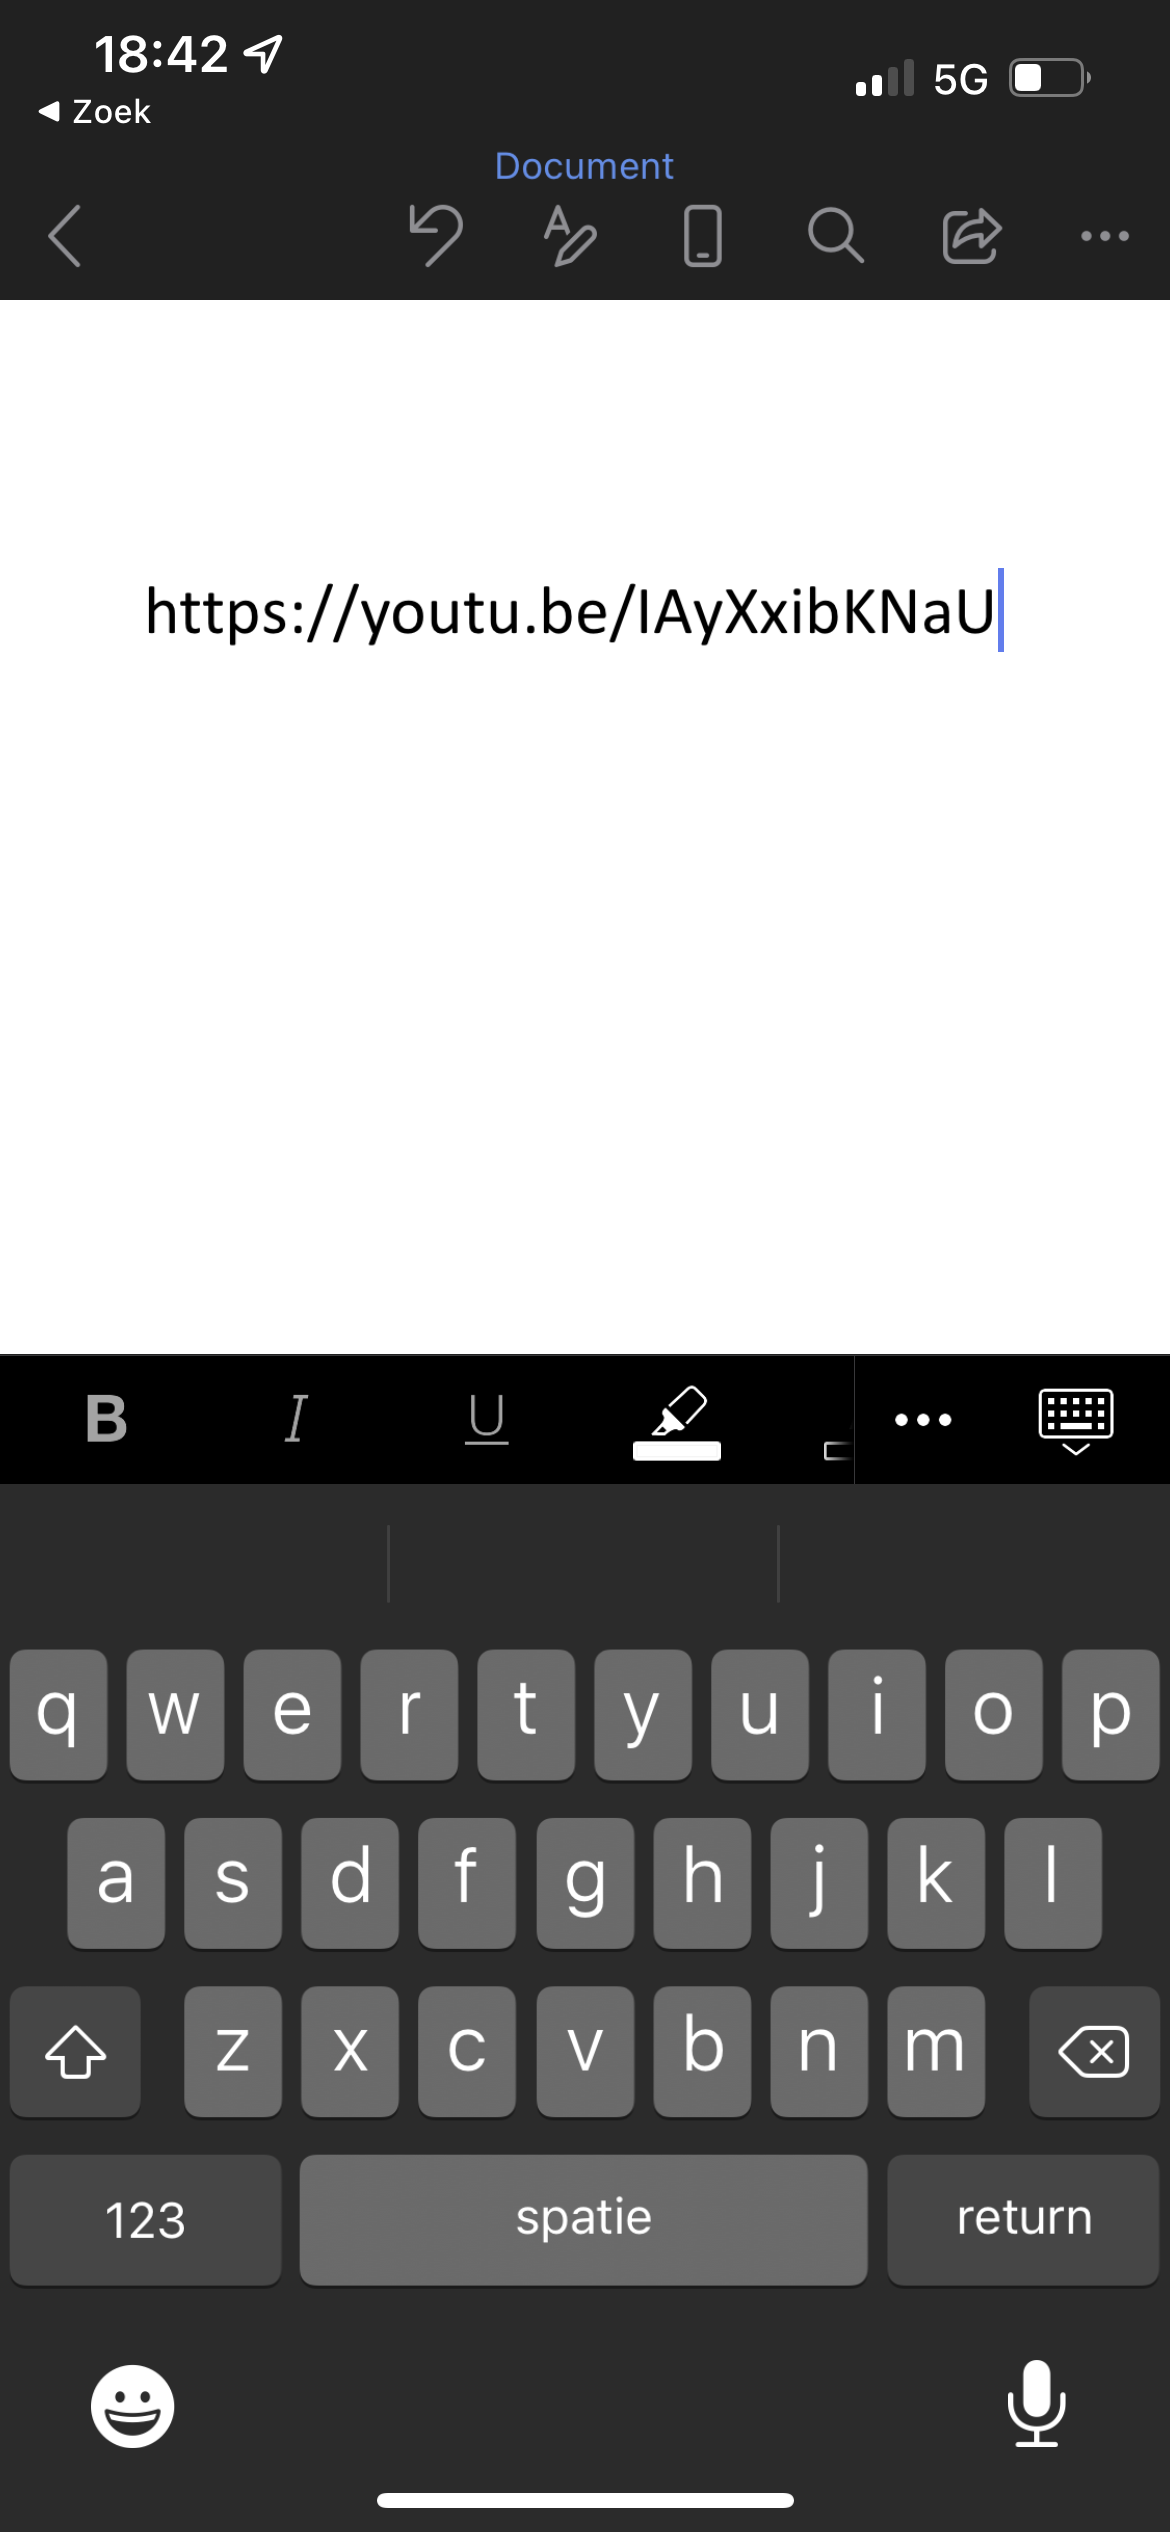 18:42
5G
Zoek
Document
https://youtu.be/IAyXxibKNaU
B I U
q w e r t y u i o p
a s d f g h j k l
z x c v b n m
123 spatie return